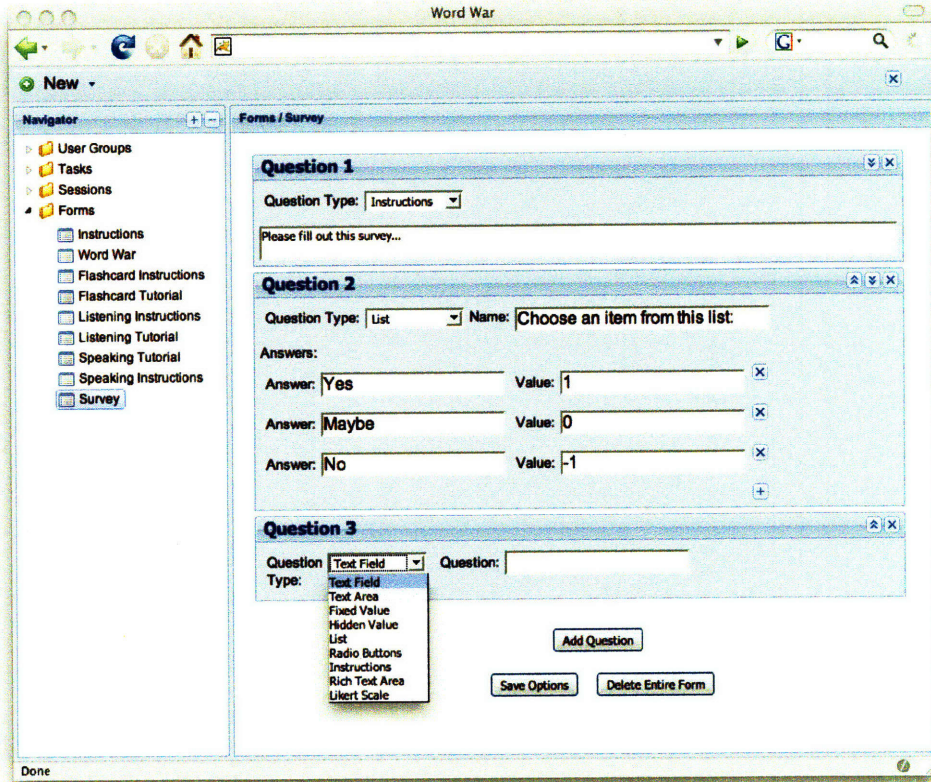 Word War
G
New
Navigator
Forms / Survey
User Groups
Tasks
Sessions
Forms
Instructions
Word War
Flashcard Instructions
Flashcard Tutorial
Listening Instructions
Listening Tutorial
Speaking Tutorial
Speaking Instructions
Survey
Question 1
Question Type: Instructions
Please fill out this survey...
Question 2
Question Type: List Name: Choose an item from this list:
Answers:
Answer: Yes Value: 1
Answer: Maybe Value: 0
Answer: No Value: -1
Question 3
Question Type: Text Field Question:
Text Field
Text Area
Fixed Value
Hidden Value
List
Radio Buttons
Instructions
Rich Text Area
Likert Scale
Add Question
Save Options Delete Entire Form
Done